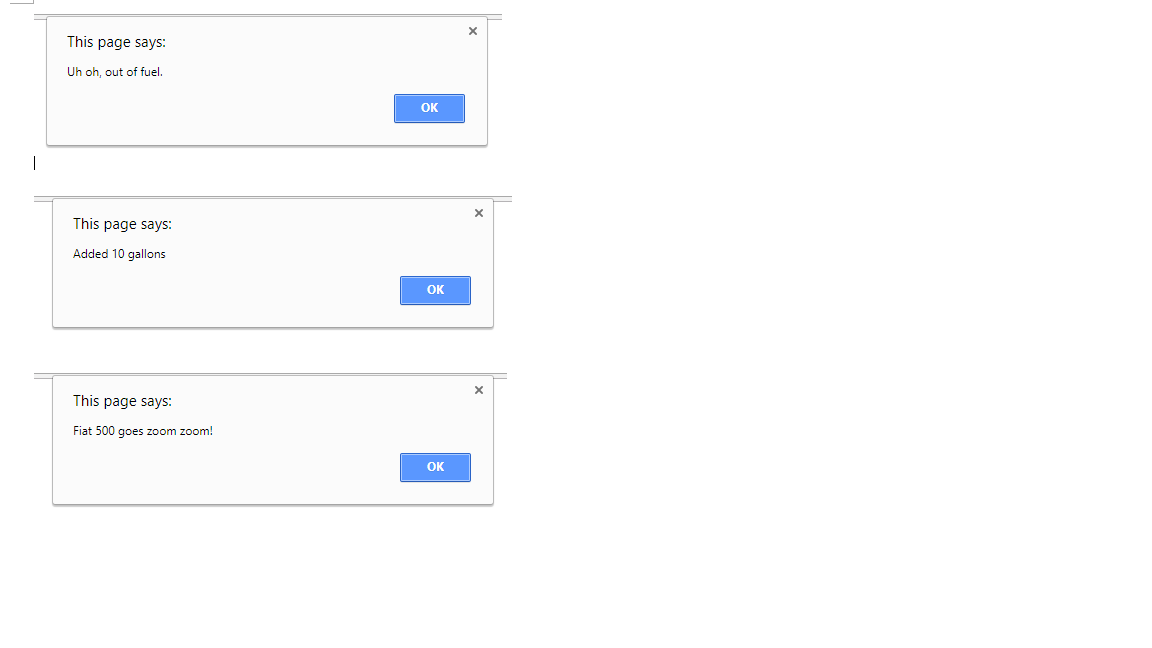 This page says:
Uh oh, out of fuel.
OK
This page says:
Added 10 gallons
OK
This page says:
Fiat 500 goes zoom zoom!
OK